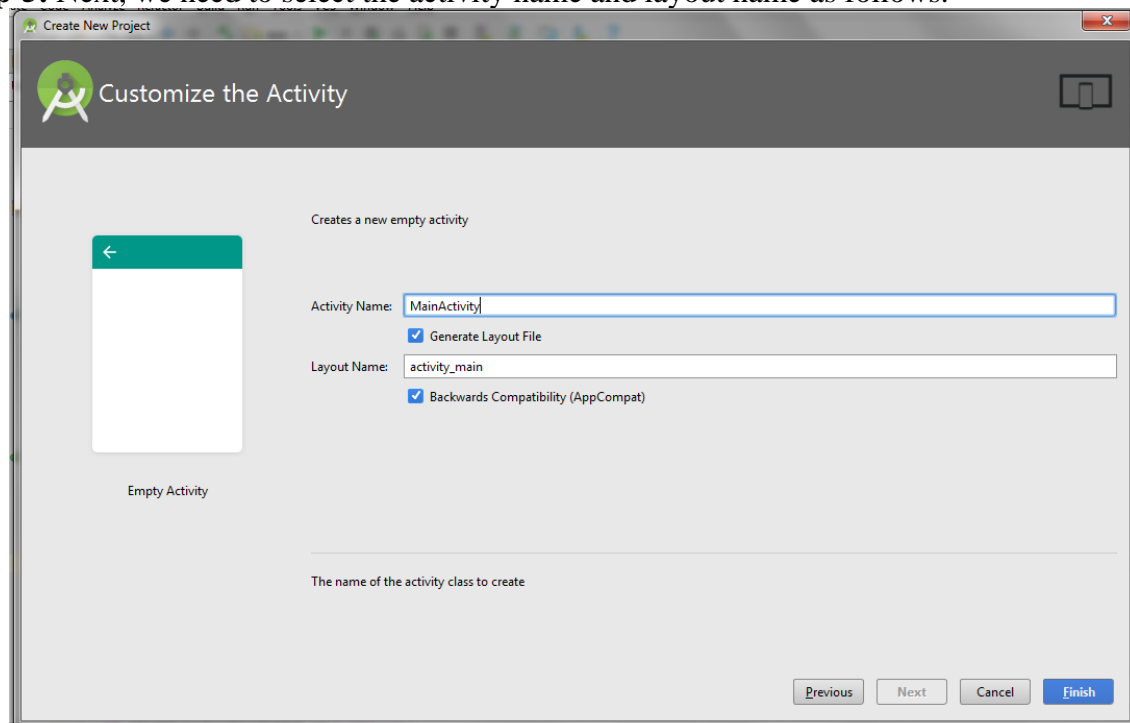 Next, we need to select the activity name and layout name as follows.
Create New Project
Customize the Activity
Creates a new empty activity
Activity Name: MainActivity
Generate Layout File
Layout Name: activity_main
Backwards Compatibility (AppCompat)
Empty Activity
The name of the activity class to create
Previous Next Cancel Finish